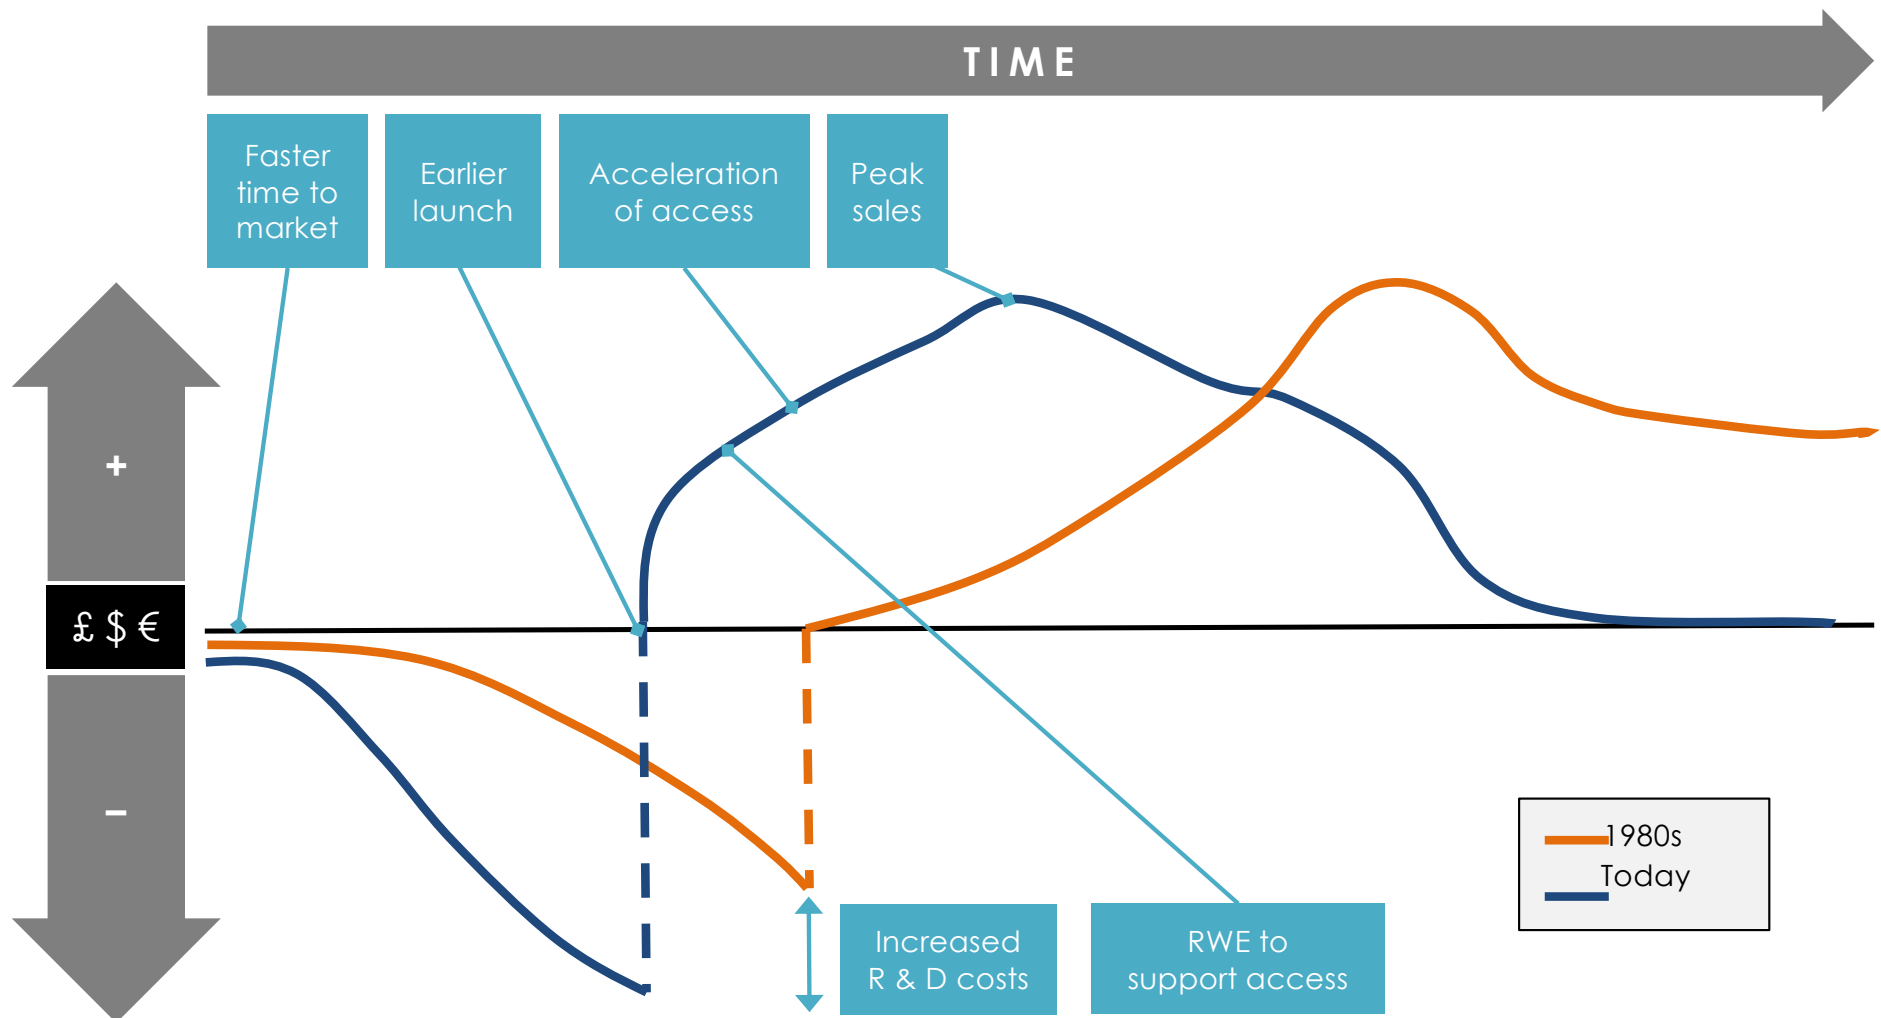 TIME
Faster
time to
market
Earlier
launch
Acceleration
of access
Peak
sales
+
£ $ €
–
1980s
Today
Increased
R & D costs
RWE to
support access